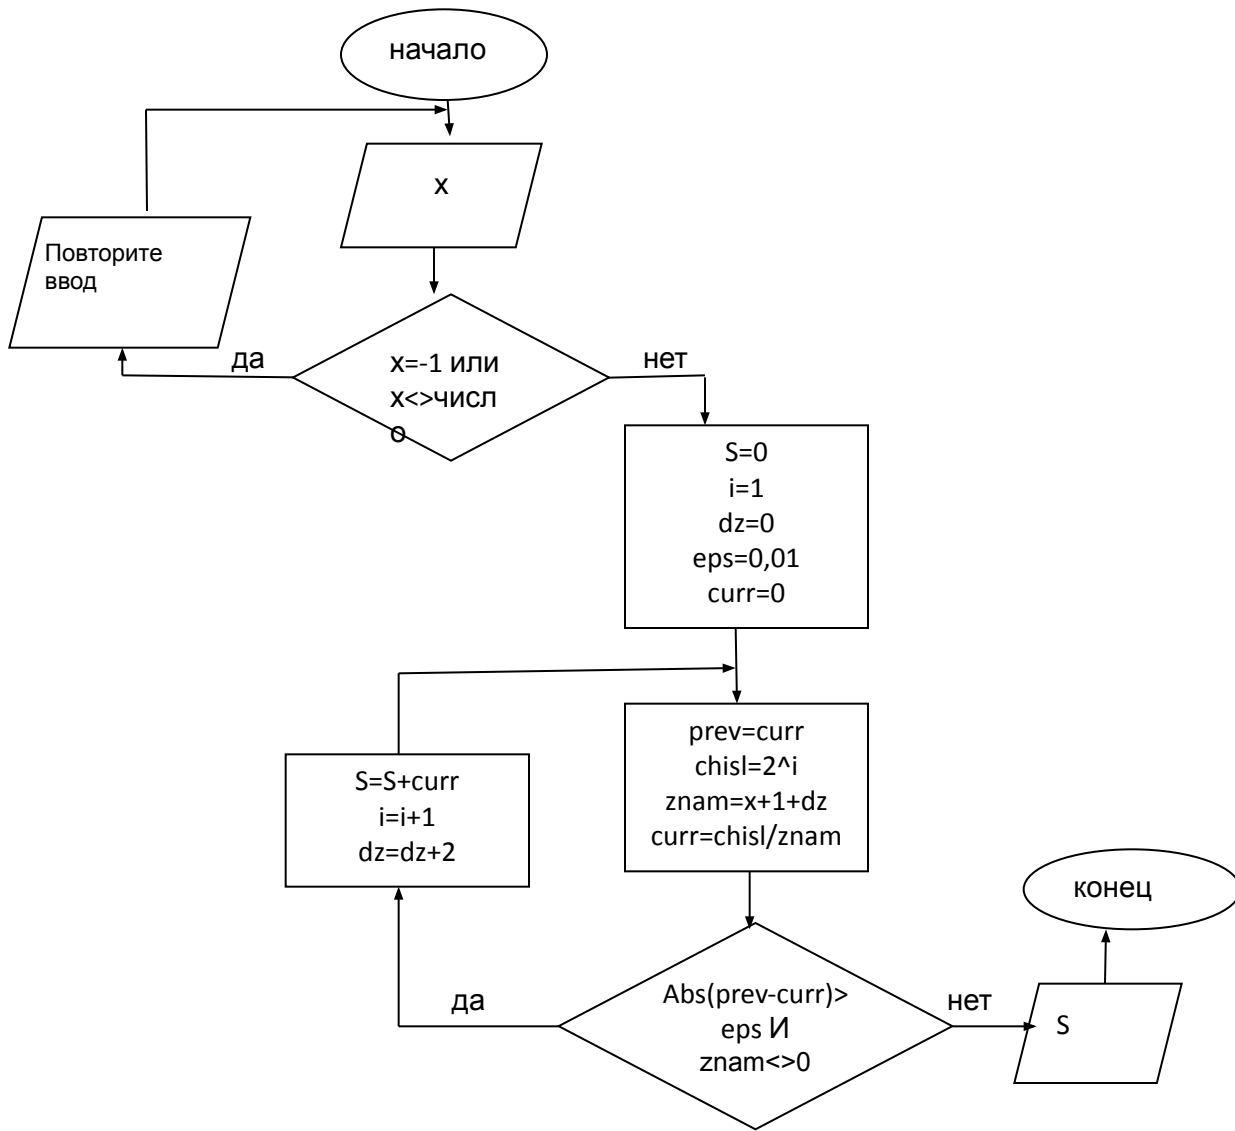 начало
x
Повторите
ввод
да
x=-1 или
x<>числ
о
нет
S=0
i=1
dz=0
eps=0,01
curr=0
prev=curr
chisl=2^i
znam=x+1+dz
curr=chisl/znam
S=S+curr
i=i+1
dz=dz+2
Abs(prev-curr)>
eps И
znam<>0
да
нет
S
конец